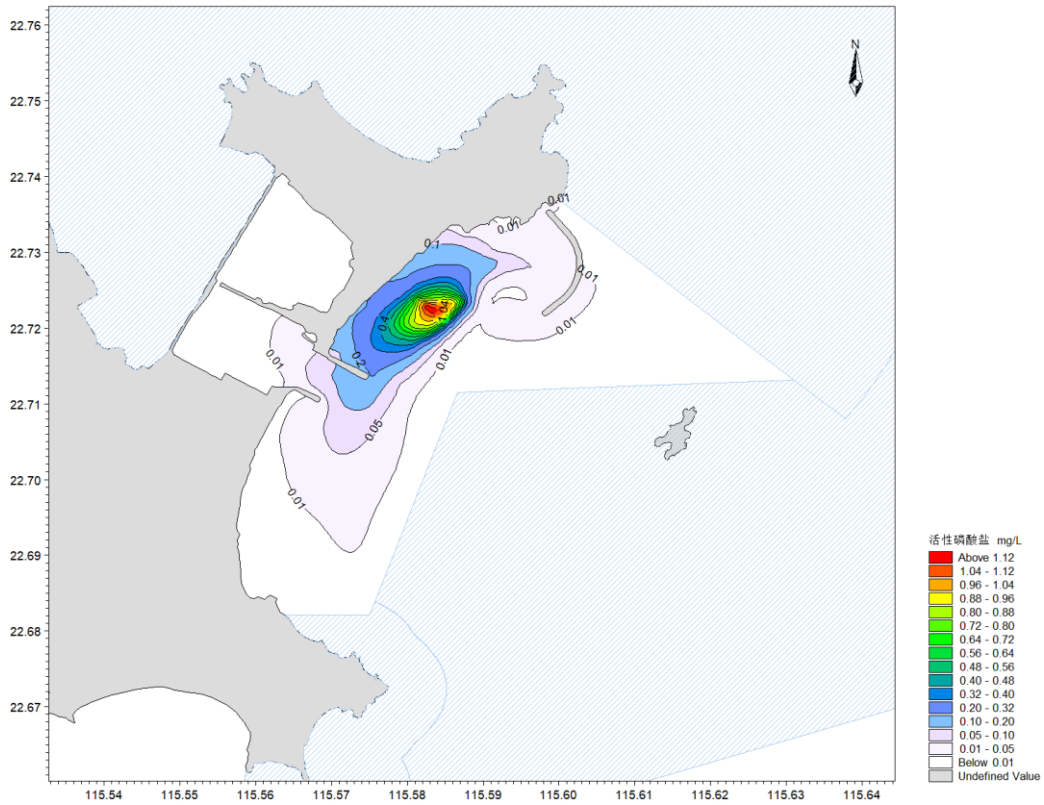 22.76
22.75
22.74
22.73
22.72
22.71
22.70
22.69
22.68
22.67
N
0.01
0.01
0.1
0.01
1.04
0.4
0.01
0.2
0.01
0.01
0.05
0.01
活性磷酸盐 mg/L
Above 1.12
1.04 - 1.12
0.96 - 1.04
0.88 - 0.96
0.80 - 0.88
0.72 - 0.80
0.64 - 0.72
0.56 - 0.64
0.48 - 0.56
0.40 - 0.48
0.32 - 0.40
0.20 - 0.32
0.10 - 0.20
0.05 - 0.10
0.01 - 0.05
Below 0.01
Undefined Value
115.54 115.55 115.56 115.57 115.58 115.59 115.60 115.61 115.62 115.63 115.64